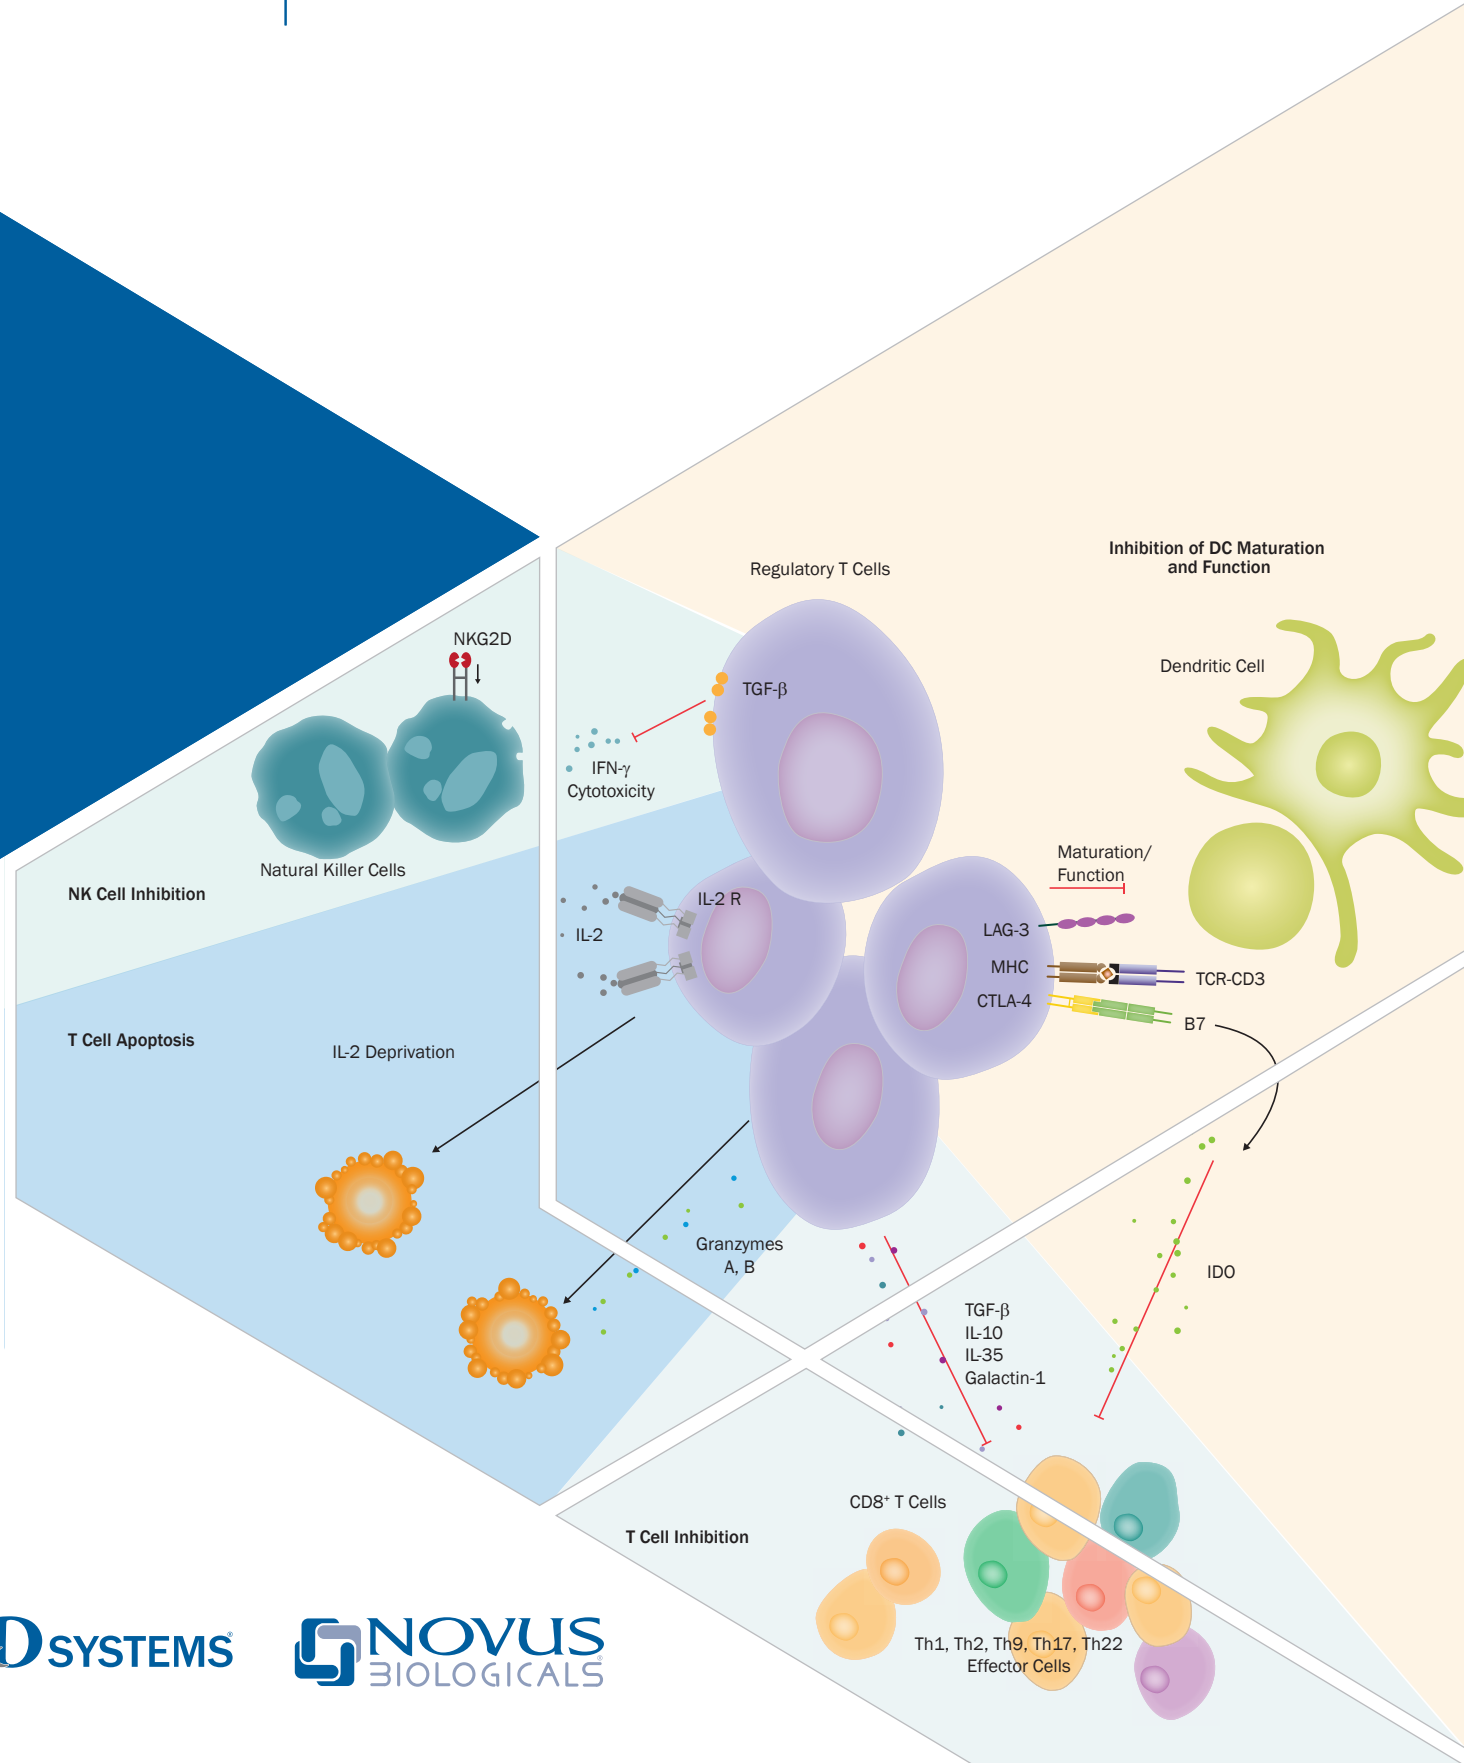 Inhibition of DC Maturation
and Function
Regulatory T Cells
NKG2D
Dendritic Cell
TGF-β
IFN-γ
Cytotoxicity
Natural Killer Cells
NK Cell Inhibition
Maturation/
Function
IL-2 R
IL-2
LAG-3
MHC
TCR-CD3
CTLA-4
B7
T Cell Apoptosis
IL-2 Deprivation
Granzymes
A, B
IDO
TGF-β
IL-10
IL-35
Galactin-1
CD8+ T Cells
T Cell Inhibition
Th1, Th2, Th9, Th17, Th22
Effector Cells
D SYSTEMS®
NOVUS
BIOLOGICALS®